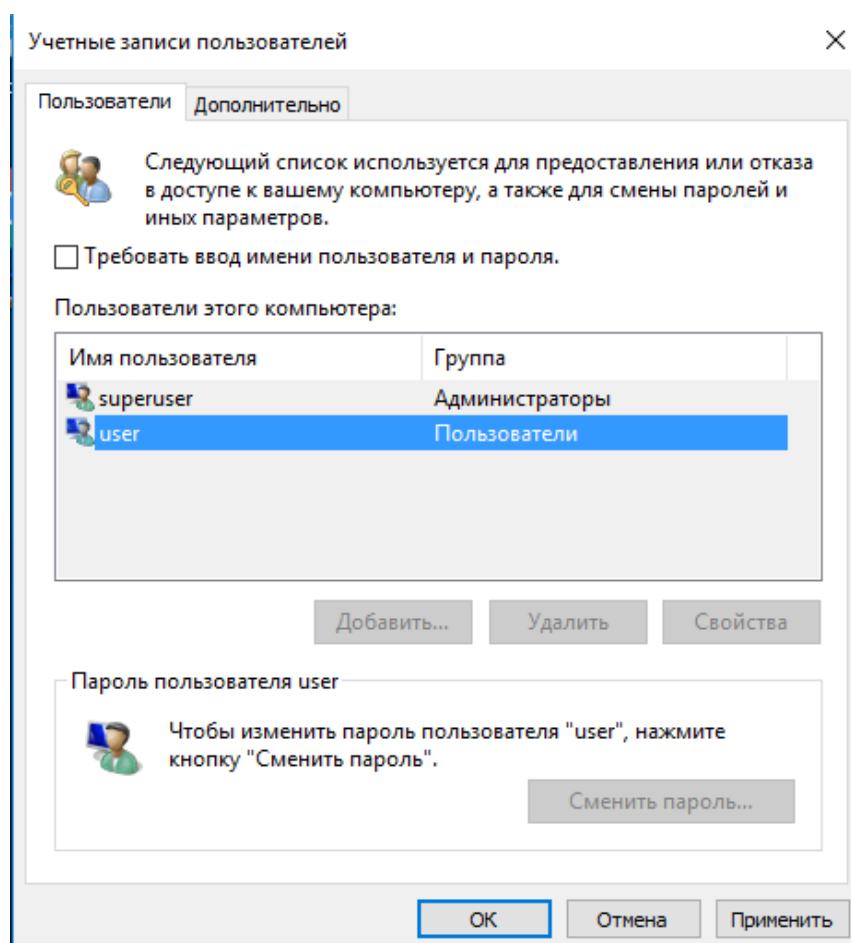 Учетные записи пользователей
Пользователи
Дополнительно
Следующий список используется для предоставления или отказа
в доступе к вашему компьютеру, а также для смены паролей и
иных параметров.
Требовать ввод имени пользователя и пароля.
Пользователи этого компьютера:
Имя пользователя Группа
superuser Администраторы
user Пользователи
Добавить... Удалить Свойства
Пароль пользователя user
Чтобы изменить пароль пользователя "user", нажмите
кнопку "Сменить пароль".
Сменить пароль...
ОК Отмена Применить